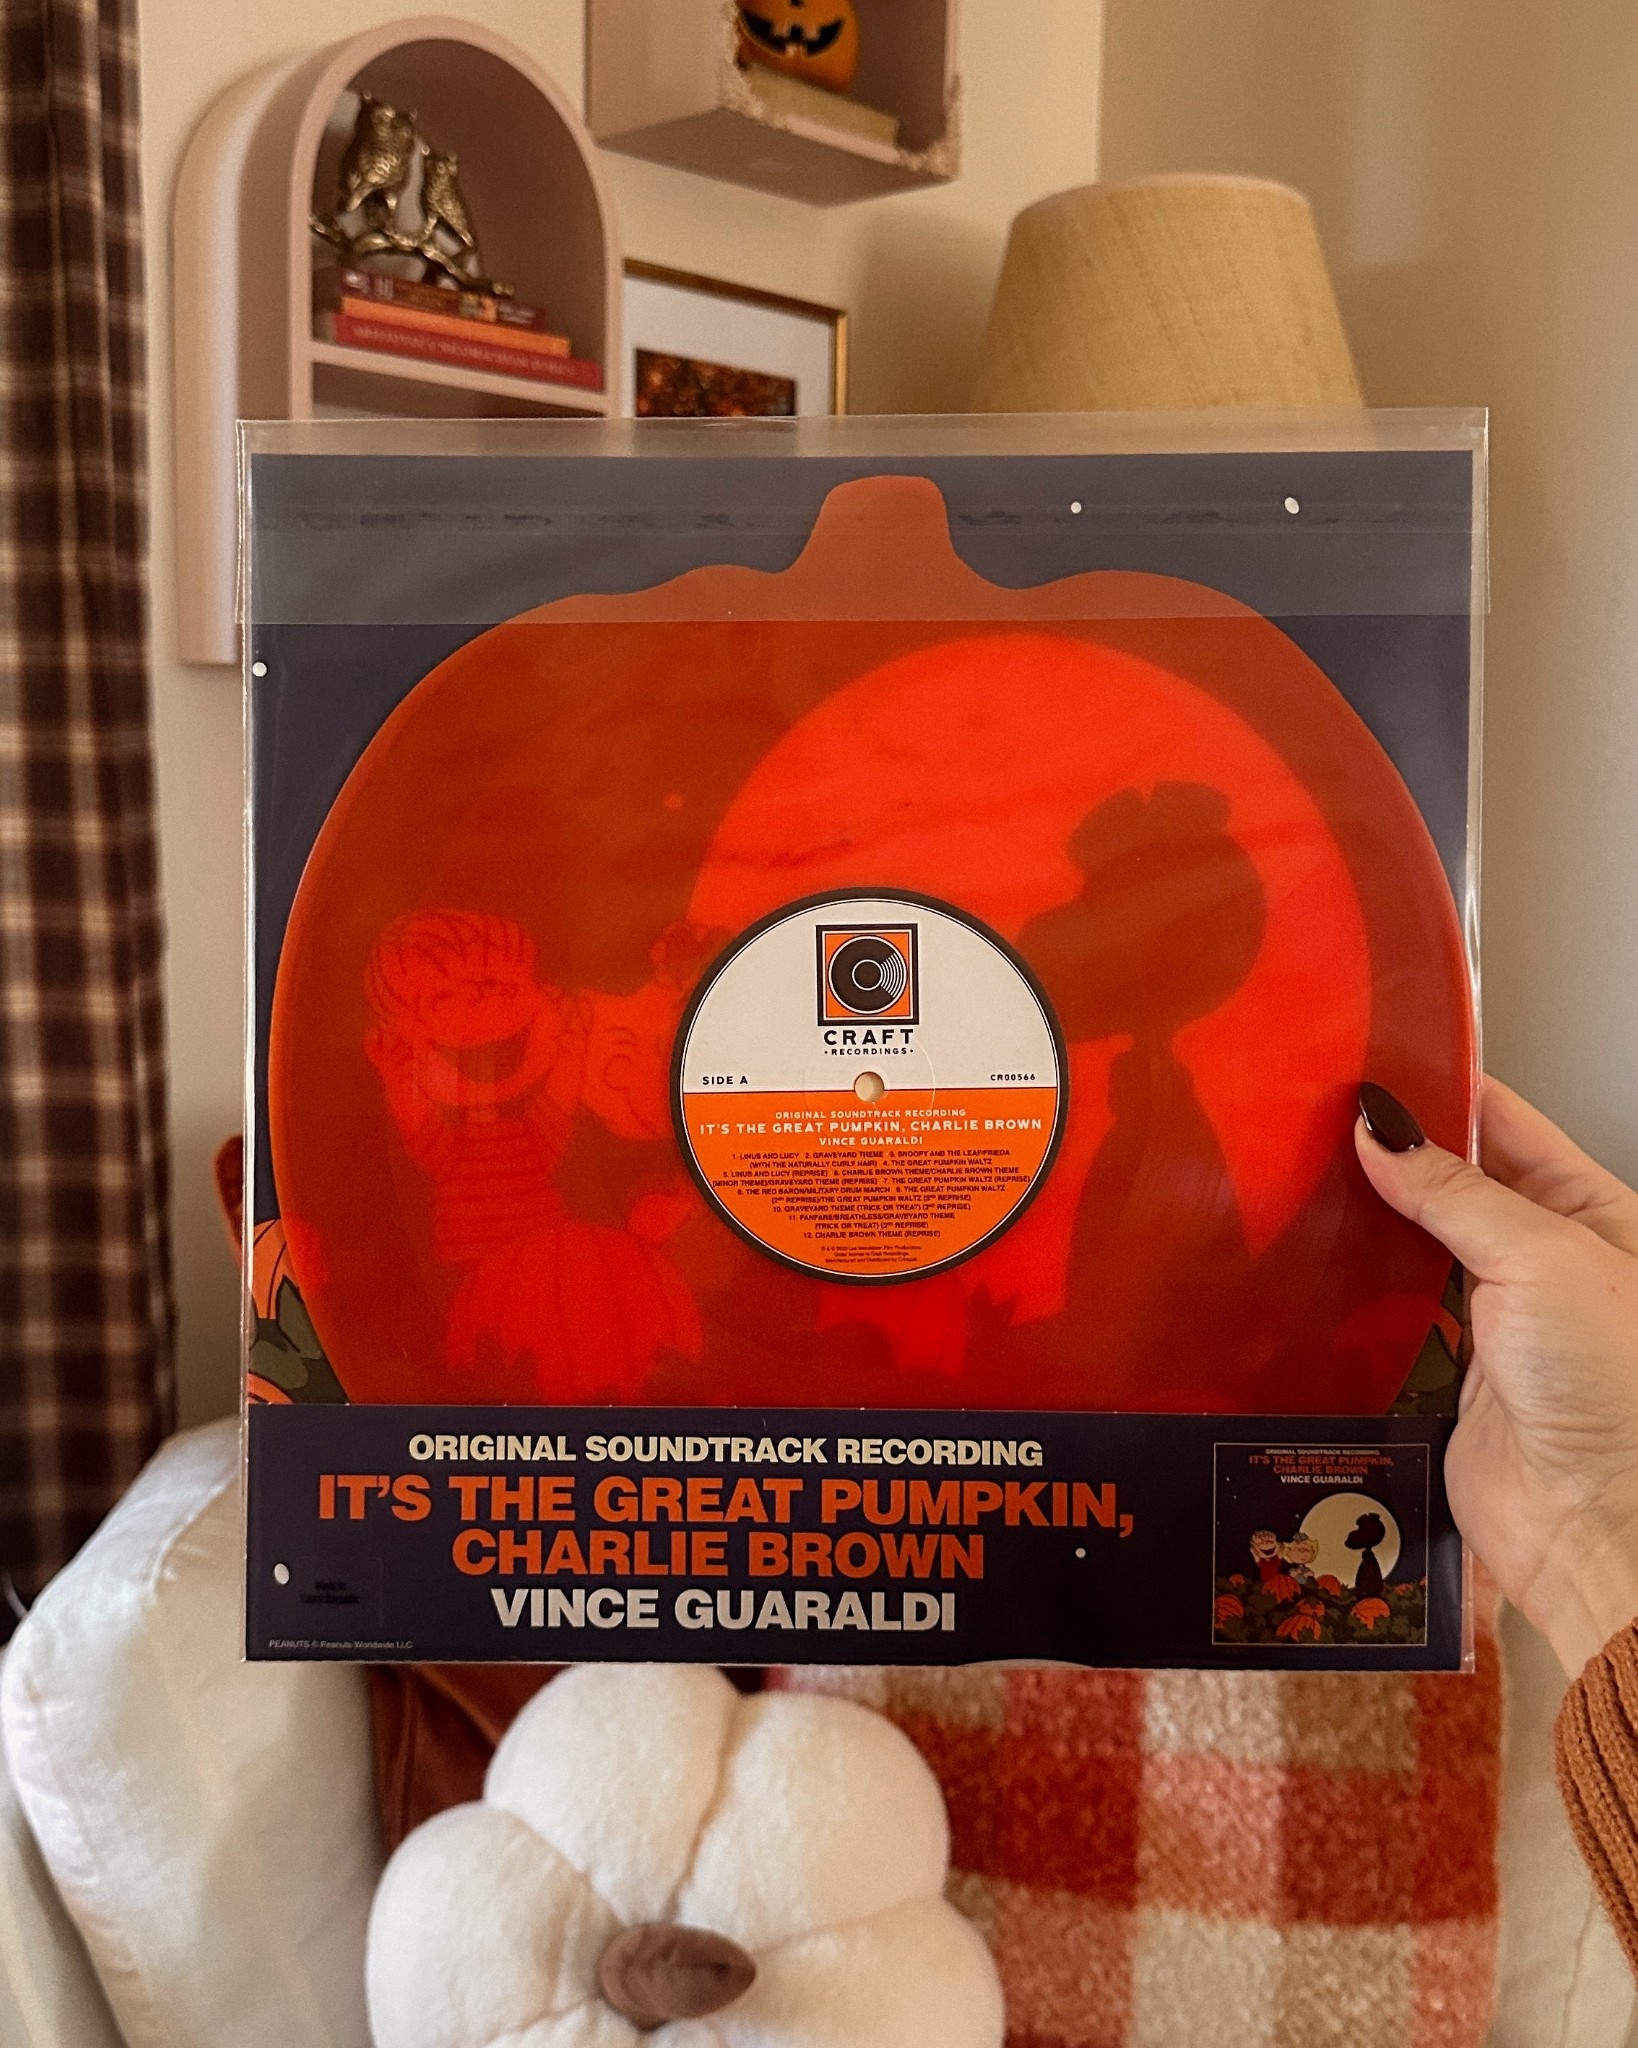 CRAFT
• RECORDINGS •
SIDE A
CR00566
ORIGINAL SOUNDTRACK RECORDING
IT'S THE GREAT PUMPKIN, CHARLIE BROWN
VINCE GUARALDI
1. LINUS AND LUCY 2. GRAVEYARD THEME 3. SNOOPY AND THE LEAF/FRIEDA
(WITH THE NATURALLY CURLY HAIR) 4. THE GREAT PUMPKIN WALTZ
5. LINUS AND LUCY (REPRISE) 6. CHARLIE BROWN THEME/CHARLIE BROWN THEME
(MINOR THEME)/GRAVEYARD THEME (REPRISE) 7. THE GREAT PUMPKIN WALTZ (REPRISE)
8. THE RED BARON/MILITARY DRUM MARCH 9. THE GREAT PUMPKIN WALTZ
(2ND REPRISE)/THE GREAT PUMPKIN WALTZ (3RD REPRISE)
10. GRAVEYARD THEME (TRICK OR TREAT) (2ND REPRISE)
11. FANFARE/BREATHLESS/GRAVEYARD THEME
(TRICK OR TREAT) (3RD REPRISE)
12. CHARLIE BROWN THEME (REPRISE)
ORIGINAL SOUNDTRACK RECORDING
IT'S THE GREAT PUMPKIN,
CHARLIE BROWN
VINCE GUARALDI
PEANUTS © Peanuts Worldwide LLC
ORIGINAL SOUNDTRACK RECORDING
IT'S THE GREAT PUMPKIN,
CHARLIE BROWN
VINCE GUARALDI